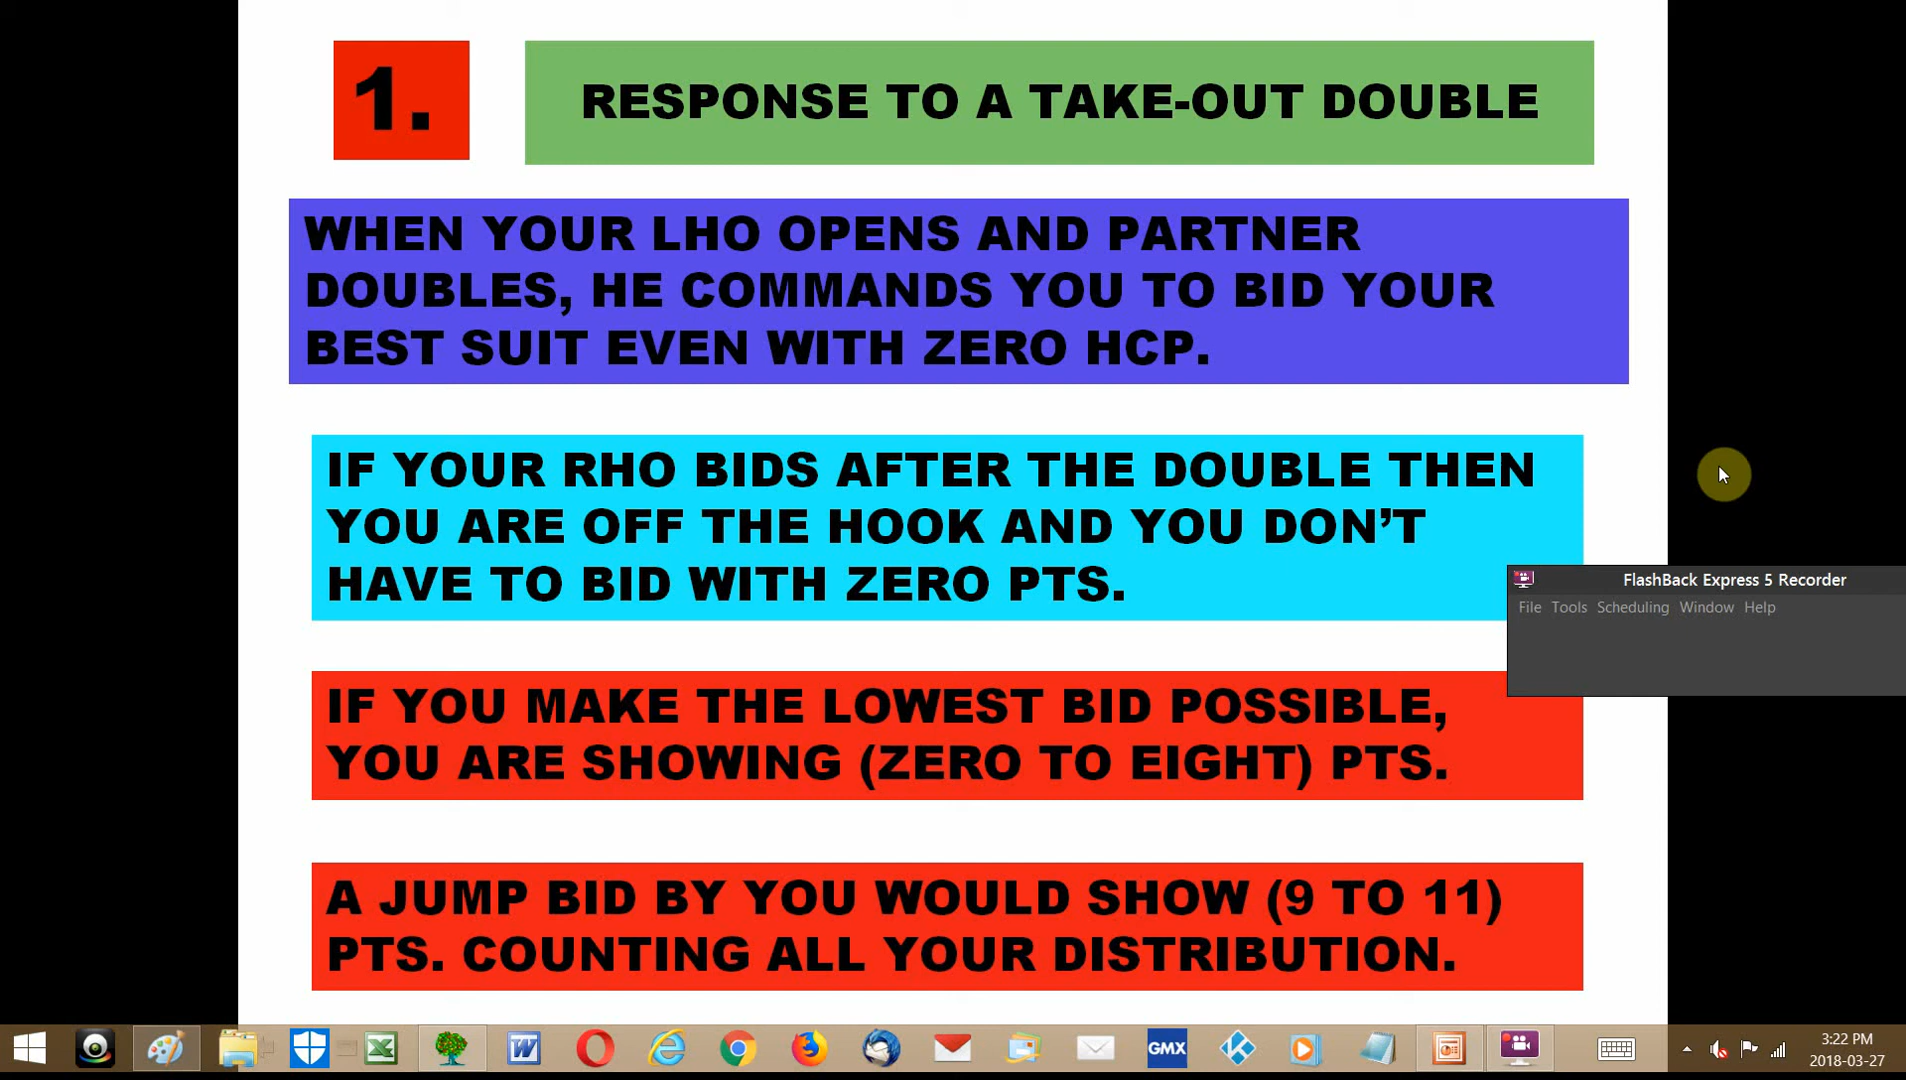 1.
RESPONSE TO A TAKE-OUT DOUBLE
WHEN YOUR LHO OPENS AND PARTNER
DOUBLES, HE COMMANDS YOU TO BID YOUR
BEST SUIT EVEN WITH ZERO HCP.
IF YOUR RHO BIDS AFTER THE DOUBLE THEN
YOU ARE OFF THE HOOK AND YOU DON’T
HAVE TO BID WITH ZERO PTS.
FlashBack Express 5 Recorder
File Tools Scheduling Window Help
IF YOU MAKE THE LOWEST BID POSSIBLE,
YOU ARE SHOWING (ZERO TO EIGHT) PTS.
A JUMP BID BY YOU WOULD SHOW (9 TO 11)
PTS. COUNTING ALL YOUR DISTRIBUTION.
GMX
3:22 PM
2018-03-27